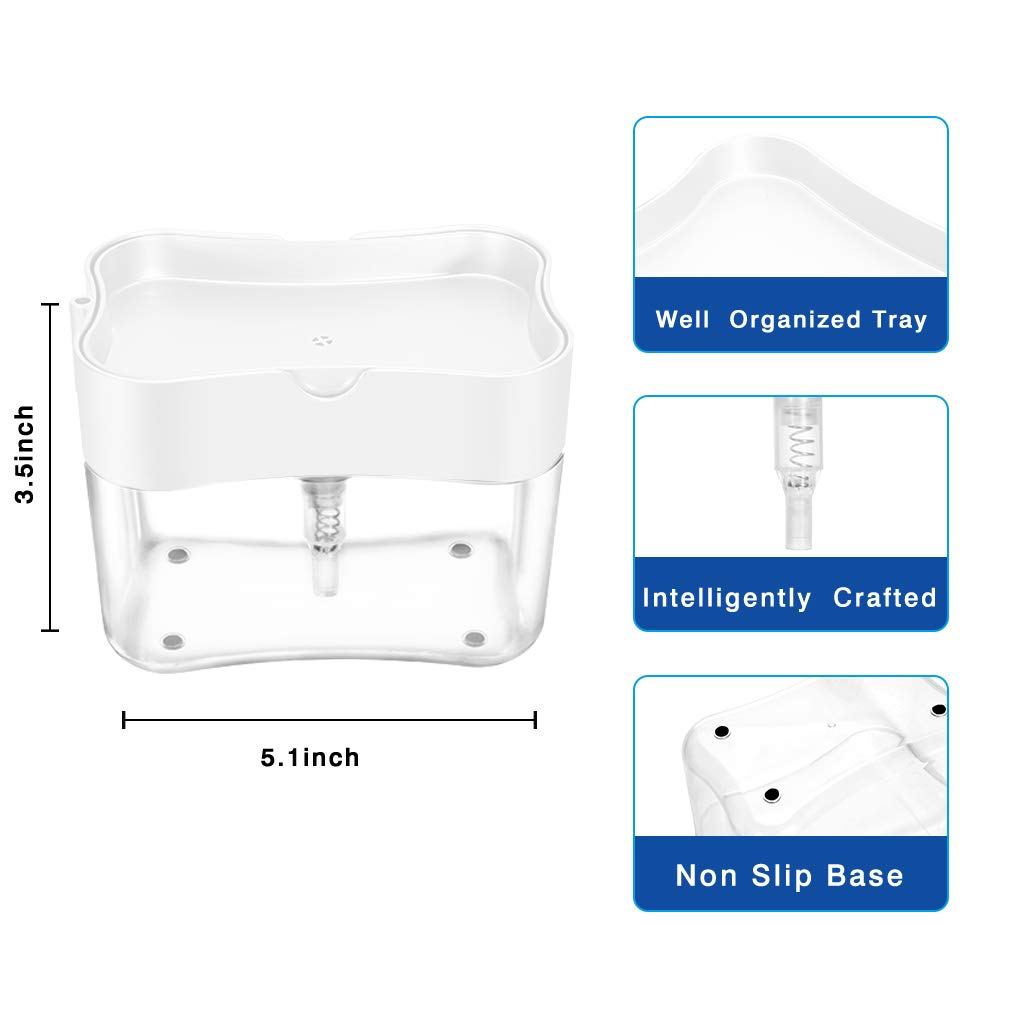 3.5inch
5.1inch
Well Organized Tray
Intelligently Crafted
Non Slip Base